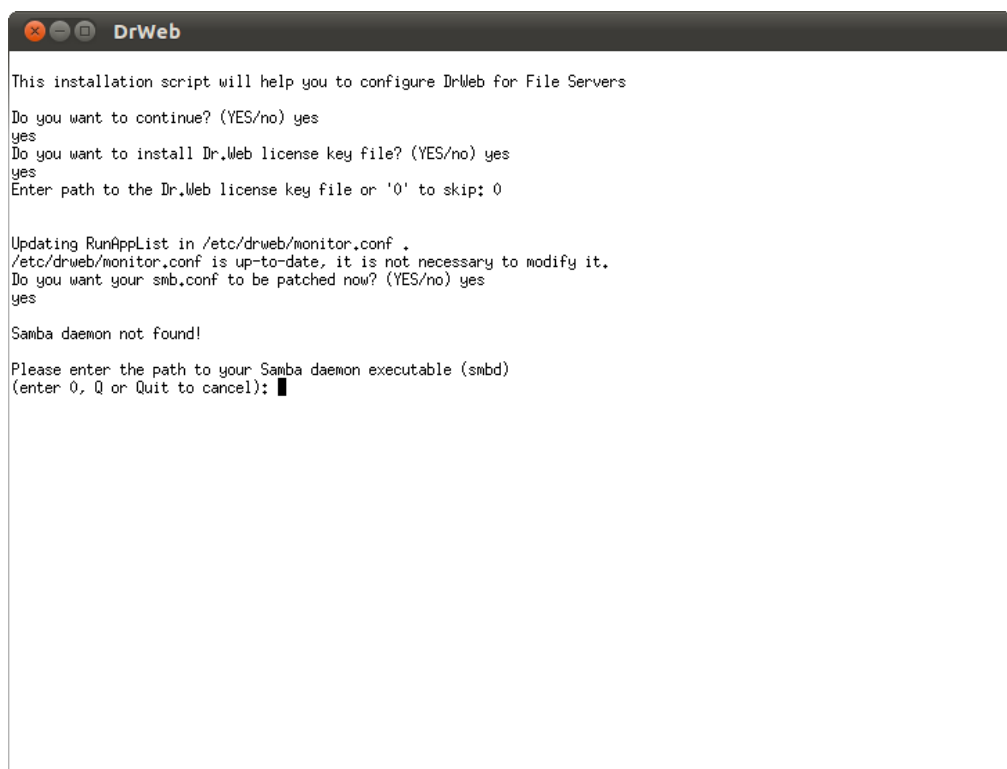 DrWeb
This installation script will help you to configure DrWeb for File Servers
Do you want to continue? (YES/no) yes
yes
Do you want to install Dr.Web license key file? (YES/no) yes
yes
Enter path to the Dr.Web license key file or '0' to skip: 0
Updating RunAppList in /etc/drweb/monitor.conf .
/etc/drweb/monitor.conf is up-to-date, it is not necessary to modify it.
Do you want your smb.conf to be patched now? (YES/no) yes
yes
Samba daemon not found!
Please enter the path to your Samba daemon executable (smbd)
(enter 0, Q or Quit to cancel):